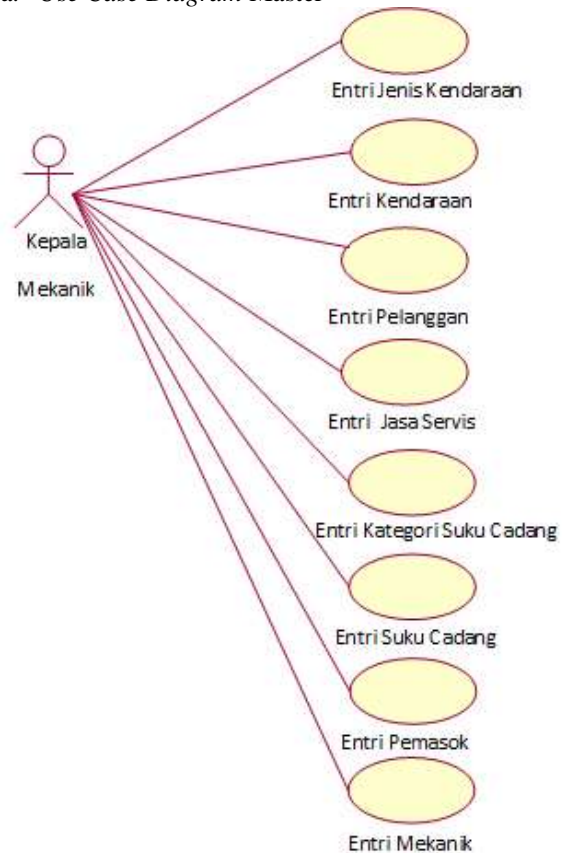 a. Use Case Diagram Master
Entri Jenis Kendaraan
Entri Kendaraan
Kepala
Mekanik
Entri Pelanggan
Entri Jasa Servis
Entri Kategori Suku Cadang
Entri Suku Cadang
Entri Pemasok
Entri Mekanik